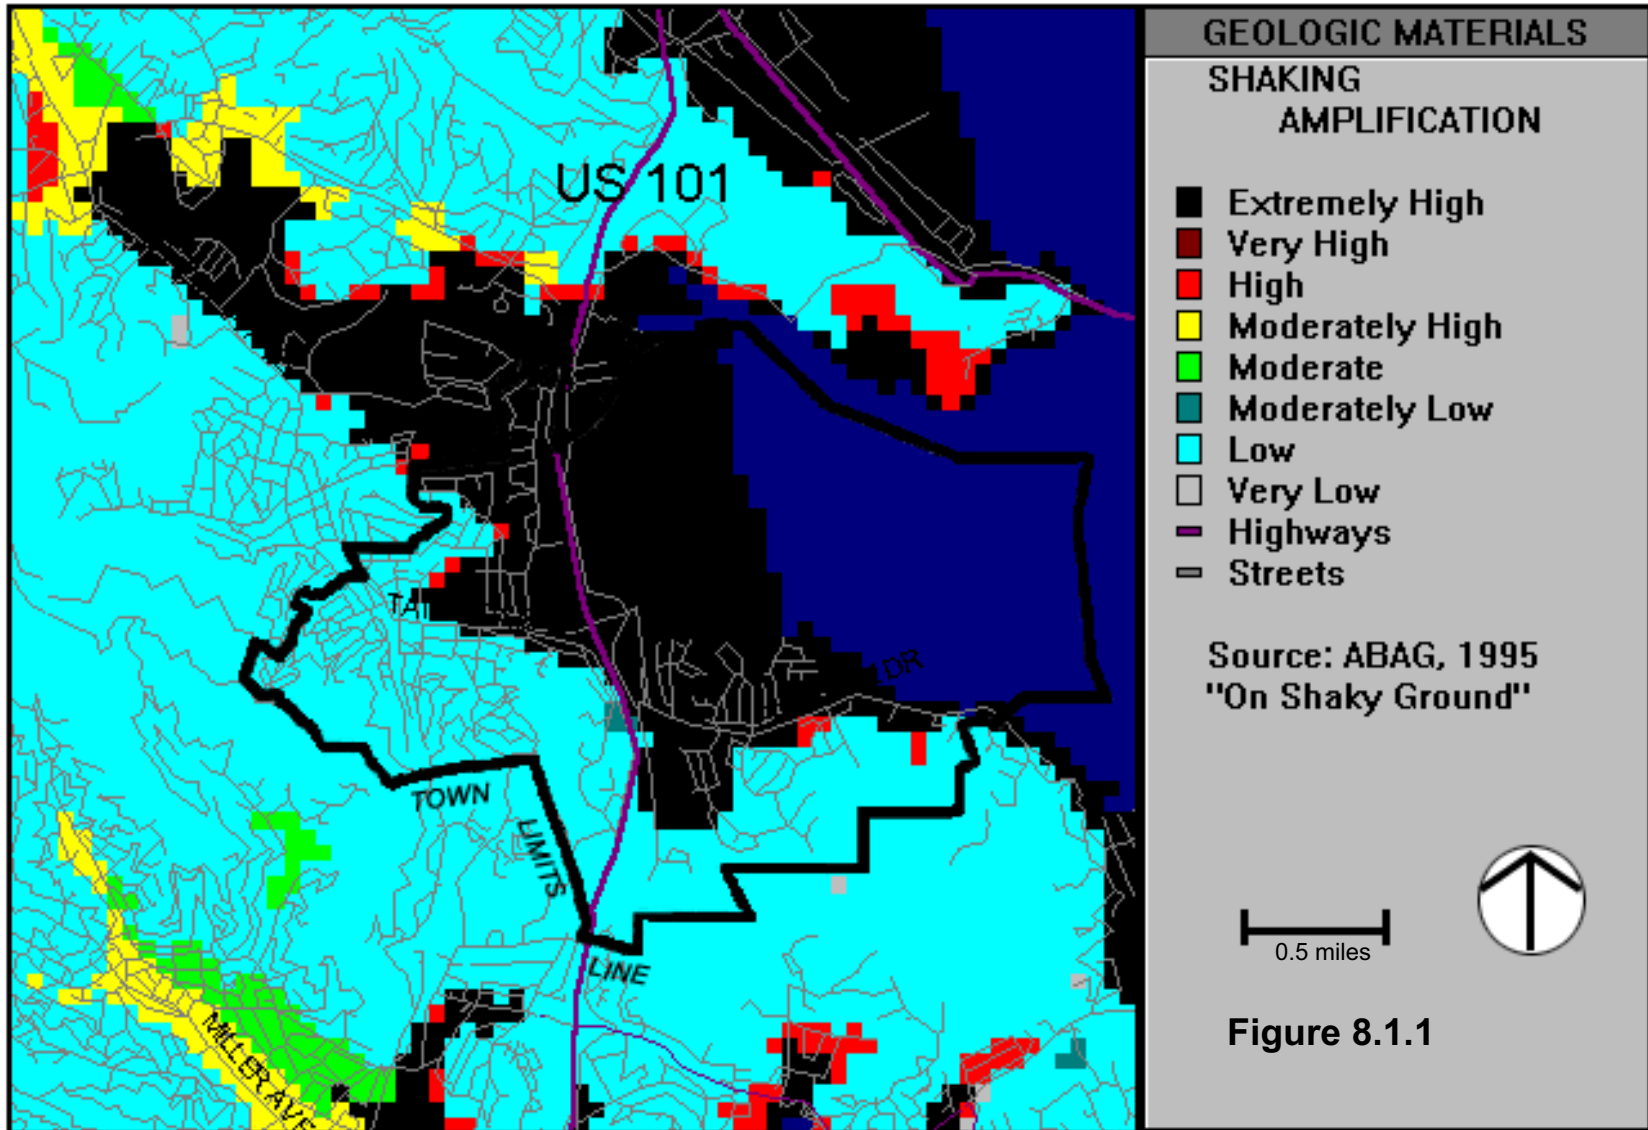 US 101
TA
DR
TOWN
LIMITS
LINE
MILLER AVE
GEOLOGIC MATERIALS
SHAKING
AMPLIFICATION
Extremely High
Very High
High
Moderately High
Moderate
Moderately Low
Low
Very Low
Highways
Streets
Source: ABAG, 1995
"On Shaky Ground"
0.5 miles
Figure 8.1.1